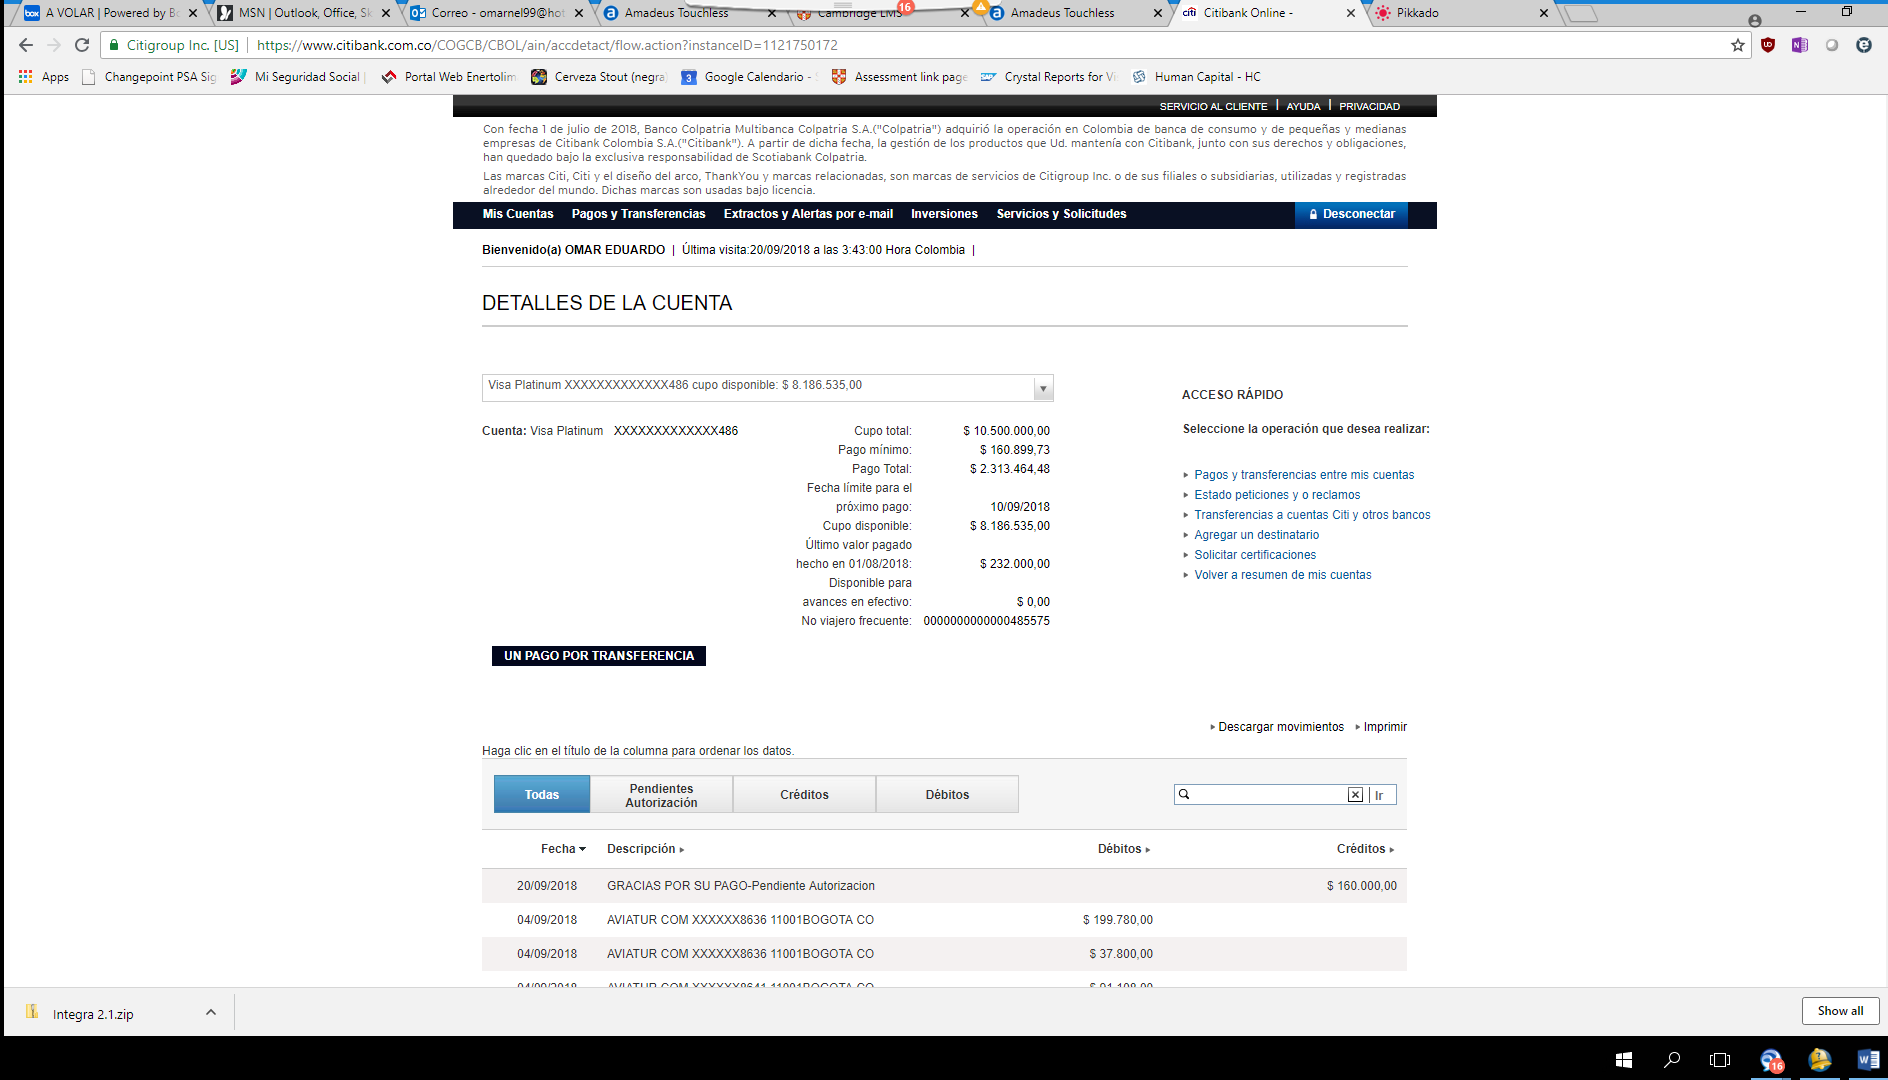 A VOLAR | Powered by Bo
MSN | Outlook, Office, Sk
Correo - omarnel99@hot
Amadeus Touchless
Cambridge LMS
16
Amadeus Touchless
Citibank Online -
Pikkado
Citigroup Inc. [US]
https://www.citibank.com.co/COGCB/CBOL/ain/accdetact/flow.action?instanceID=1121750172
Apps
Changepoint PSA Sig
Mi Seguridad Social |
Portal Web Enertolim
Cerveza Stout (negra
Google Calendario -
Assessment link page
Crystal Reports for Vi
Human Capital - HC
SERVICIO AL CLIENTE | AYUDA | PRIVACIDAD
Con fecha 1 de julio de 2018, Banco Colpatria Multibanca Colpatria S.A.("Colpatria") adquirió la operación en Colombia de banca de consumo y de pequeñas y medianas
empresas de Citibank Colombia S.A.("Citibank"). A partir de dicha fecha, la gestión de los productos que Ud. mantenía con Citibank, junto con sus derechos y obligaciones,
han quedado bajo la exclusiva responsabilidad de Scotiabank Colpatria.
Las marcas Citi, Citi y el diseño del arco, ThankYou y marcas relacionadas, son marcas de servicios de Citigroup Inc. o de sus filiales o subsidiarias, utilizadas y registradas
alrededor del mundo. Dichas marcas son usadas bajo licencia.
Mis Cuentas Pagos y Transferencias Extractos y Alertas por e-mail Inversiones Servicios y Solicitudes Desconectar
Bienvenido(a) OMAR EDUARDO | Última visita:20/09/2018 a las 3:43:00 Hora Colombia |
DETALLES DE LA CUENTA
Visa Platinum XXXXXXXXXXXXX486 cupo disponible: $ 8.186.535,00
Cuenta: Visa Platinum XXXXXXXXXXXXX486
Cupo total: $ 10.500.000,00
Pago mínimo: $ 160.899,73
Pago Total: $ 2.313.464,48
Fecha límite para el
próximo pago: 10/09/2018
Cupo disponible: $ 8.186.535,00
Último valor pagado
hecho en 01/08/2018: $ 232.000,00
Disponible para
avances en efectivo: $ 0,00
No viajero frecuente: 0000000000000485575
ACCESO RÁPIDO
Seleccione la operación que desea realizar:
Pagos y transferencias entre mis cuentas
Estado peticiones y o reclamos
Transferencias a cuentas Citi y otros bancos
Agregar un destinatario
Solicitar certificaciones
Volver a resumen de mis cuentas
UN PAGO POR TRANSFERENCIA
Descargar movimientos Imprimir
Haga clic en el título de la columna para ordenar los datos.
Todas
Pendientes
Autorización
Créditos
Débitos
Ir
Fecha Descripción Débitos Créditos
20/09/2018 GRACIAS POR SU PAGO-Pendiente Autorizacion $ 160.000,00
04/09/2018 AVIATUR COM XXXXXX8636 11001BOGOTA CO $ 199.780,00
04/09/2018 AVIATUR COM XXXXXX8636 11001BOGOTA CO $ 37.800,00
04/09/2018 AVIATUR COM XXXXXX8641 11001BOGOTA CO
Integra 2.1.zip
Show all
16